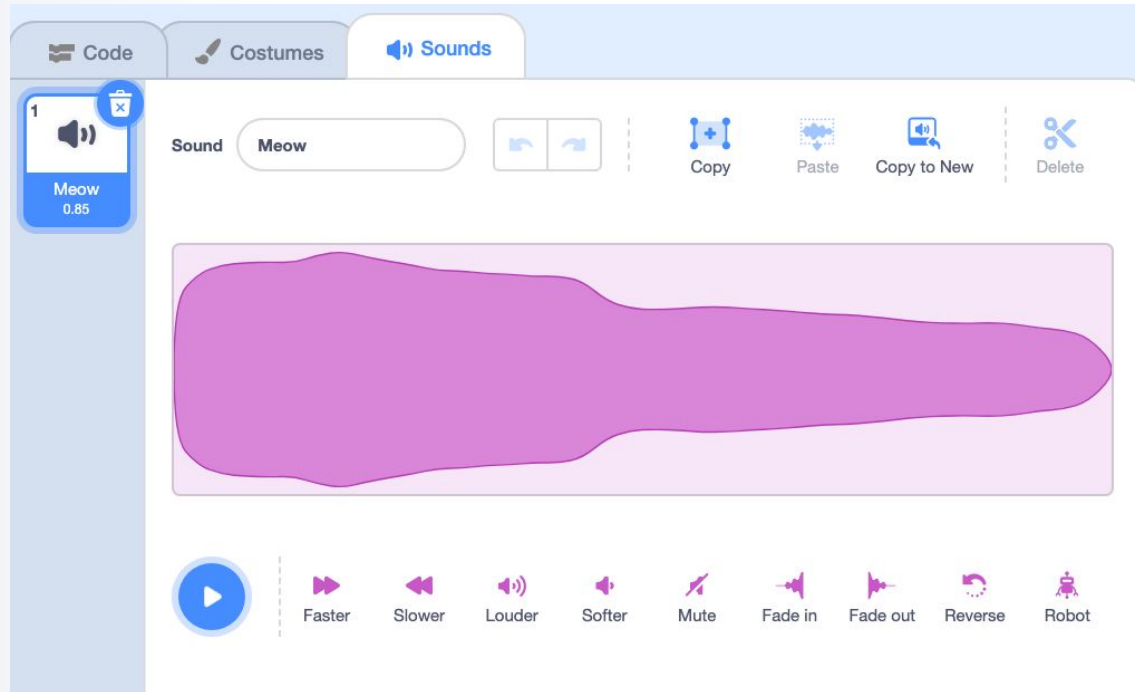 Code Costumes Sounds
1
Meow
0.85
Sound Meow
Copy Paste Copy to New Delete
Faster Slower Louder Softer Mute Fade in Fade out Reverse Robot